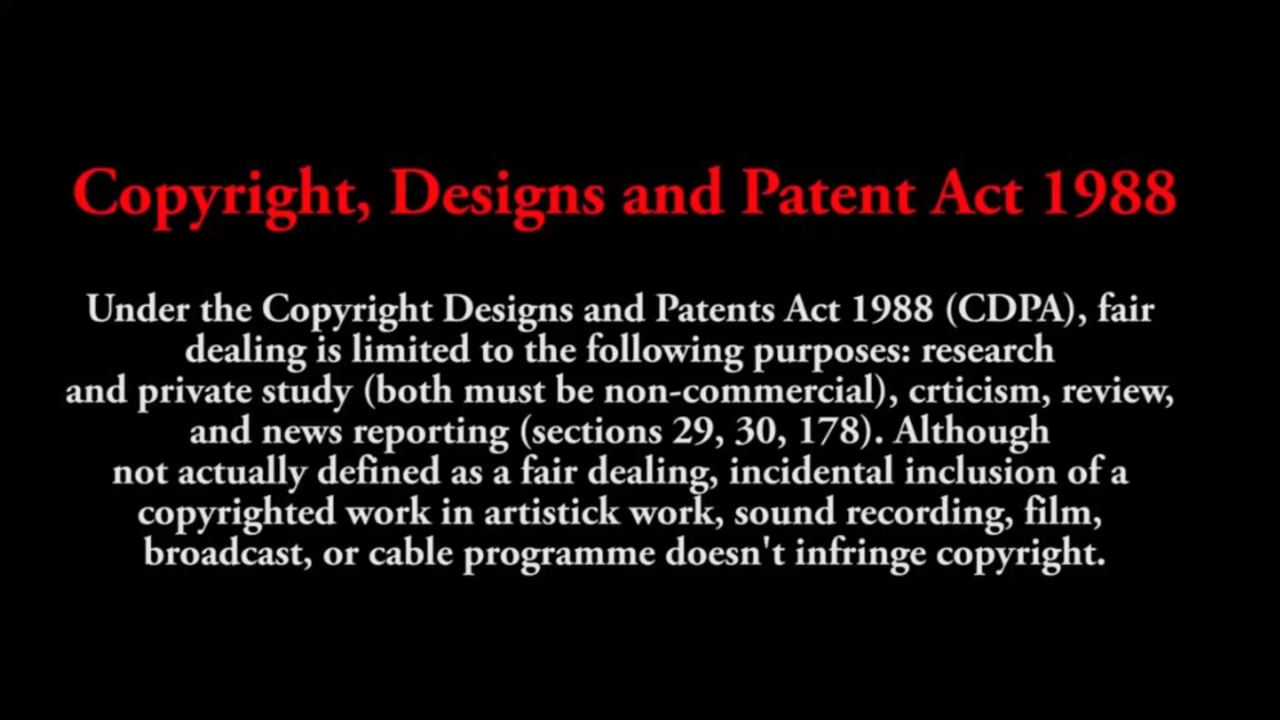 Copyright, Designs and Patent Act 1988
Under the Copyright Designs and Patents Act 1988 (CDPA), fair
dealing is limited to the following purposes: research
and private study (both must be non-commercial), crticism, review,
and news reporting (sections 29, 30, 178). Although
not actually defined as a fair dealing, incidental inclusion of a
copyrighted work in artistick work, sound recording, film,
broadcast, or cable programme doesn't infringe copyright.